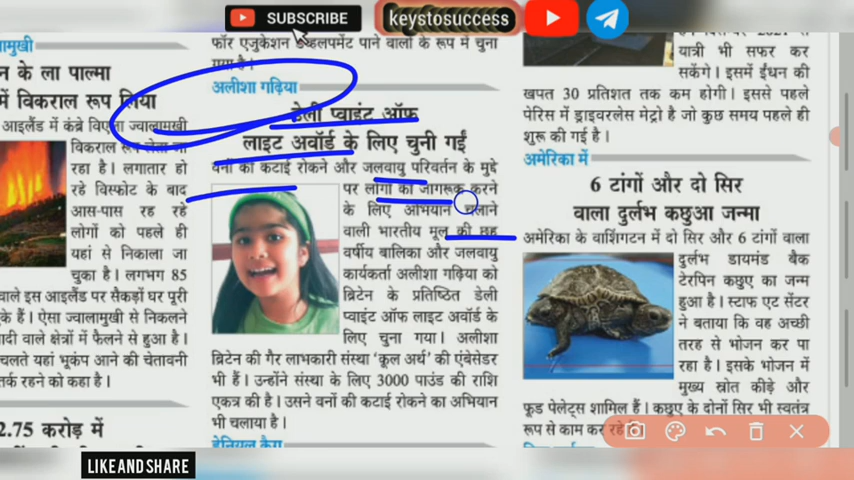 SUBSCRIBE
keystosuccess
लामुखी
न के ला पाल्मा
में विकराल रूप लिया
आइलैंड में कंब्रे विएजा ज्वालामुखी
विकराल रूप लेता जा
रहा है। लगातार हो
रहे विस्फोट के बाद
आस-पास रह रहे
लोगों को पहले ही
यहां से निकाला जा
चुका है। लगभग 85
वाले इस आइलैंड पर सैकड़ों घर पूरी
के हैं। ऐसा ज्वालामुखी से निकलने
ादी वाले क्षेत्रों में फैलने से हुआ है।
चलते यहां भूकंप आने की चेतावनी
तर्क रहने को कहा है।
2.75 करोड़ में
फॉर एजुकेशन डेवलपमेंट पाने वालों के रूप में चुना
गया है।
अलीशा गढ़िया
डेली प्वाइंट ऑफ
लाइट अवॉर्ड के लिए चुनी गईं
वनों की कटाई रोकने और जलवायु परिवर्तन के मुद्दे
पर लोगों को जागरूक करने
के लिए अभियान चलाने
वाली भारतीय मूल की छह
वर्षीय बालिका और जलवायु
कार्यकर्ता अलीशा गढ़िया को
ब्रिटेन के प्रतिष्ठित डेली
प्वाइंट ऑफ लाइट अवॉर्ड के
लिए चुना गया। अलीशा
ब्रिटेन की गैर लाभकारी संस्था 'कूल अर्थ' की एंबेसेडर
भी हैं। उन्होंने संस्था के लिए 3000 पाउंड की राशि
एकत्र की है। उसने वनों की कटाई रोकने का अभियान
भी चलाया है।
यात्री भी सफर कर
सकेंगे। इसमें ईंधन की
खपत 30 प्रतिशत तक कम होगी। इससे पहले
पेरिस में ड्राइवरलेस मेट्रो है जो कुछ समय पहले ही
शुरू की गई है।
अमेरिका में
6 टांगों और दो सिर
वाला दुर्लभ कछुआ जन्मा
अमेरिका के वाशिंगटन में दो सिर और 6 टांगों वाला
दुर्लभ डायमंड बैक
टेरपिन कछुए का जन्म
हुआ है। स्टाफ एट सेंटर
ने बताया कि वह अच्छी
तरह से भोजन कर पा
रहा है। इसके भोजन में
मुख्य स्रोत कीड़े और
फूड पेलेट्स शामिल हैं। कछुए के दोनों सिर भी स्वतंत्र
रूप से काम कर रहे
LIKE AND SHARE